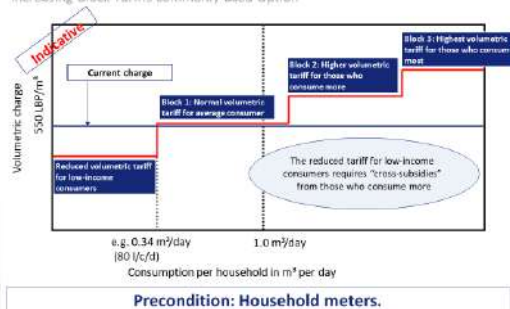 Increasing Block Tariffs commonly used option
Indicative
Current charge
Block 3: Highest volumetric
tariff for those who consume
most
Block 2: Higher volumetric
tariff for those who
consume more
Block 1: Normal volumetric
tariff for average consumer
Volumetric charge
550 LBP/m³
Reduced volumetric tariff
for low-income
consumers
The reduced tariff for low-income
consumers requires "cross-subsidies"
from those who consume more
e.g. 0.34 m³/day
(80 l/c/d)
1.0 m³/day
Consumption per household in m³ per day
Precondition: Household meters.